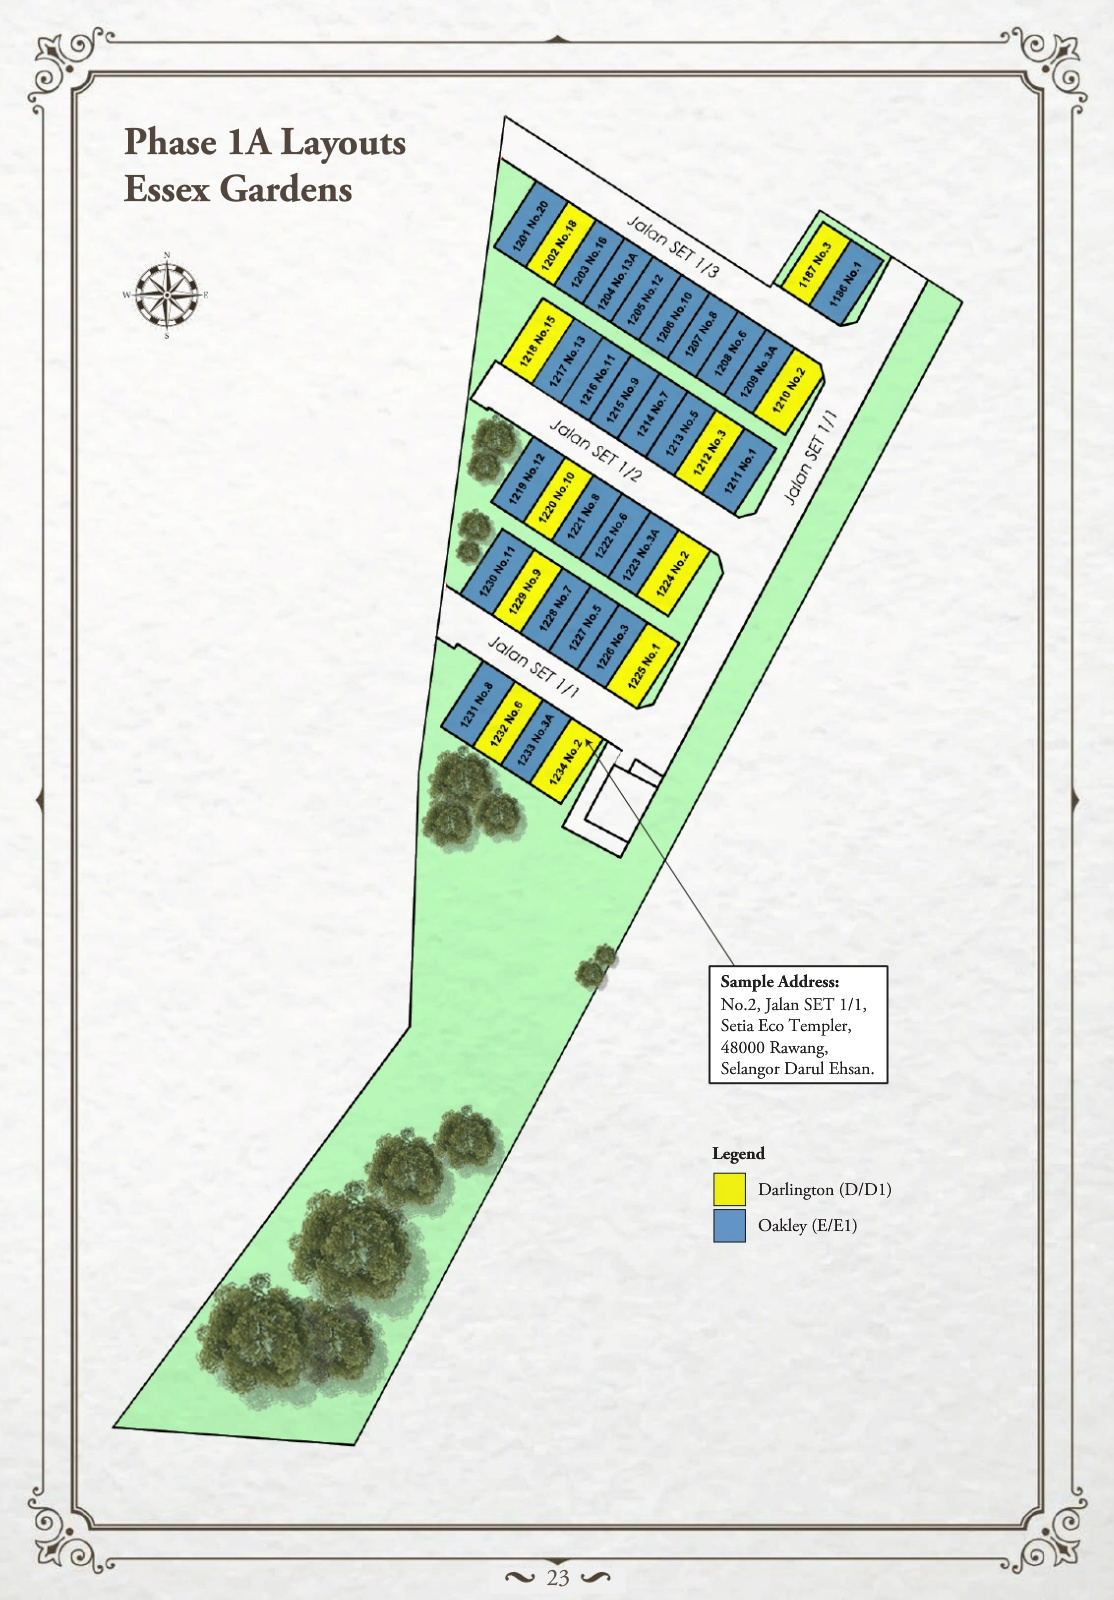 Phase 1A Layouts
Essex Gardens
N
W
E
S
Jalan SET 1/3
1187 No.3
1186 No.1
1201 No.20
1202 No.18
1203 No.16
1204 No.13A
1205 No.12
1206 No.10
1207 No.8
1208 No.6
1209 No.3A
1210 No.2
1218 No.15
1217 No.13
1216 No.11
1215 No.9
1214 No.7
1213 No.5
1212 No.3
1211 No.1
Jalan SET 1/1
Jalan SET 1/2
1219 No.12
1220 No.10
1221 No.8
1222 No.6
1223 No.3A
1224 No.2
1230 No.11
1229 No.9
1228 No.7
1227 No.5
1226 No.3
1225 No.1
Jalan SET 1/1
1231 No.8
1232 No.6
1233 No.3A
1234 No.2
Sample Address:
No.2, Jalan SET 1/1,
Setia Eco Templer,
48000 Rawang,
Selangor Darul Ehsan.
Legend
Darlington (D/D1)
Oakley (E/E1)
23